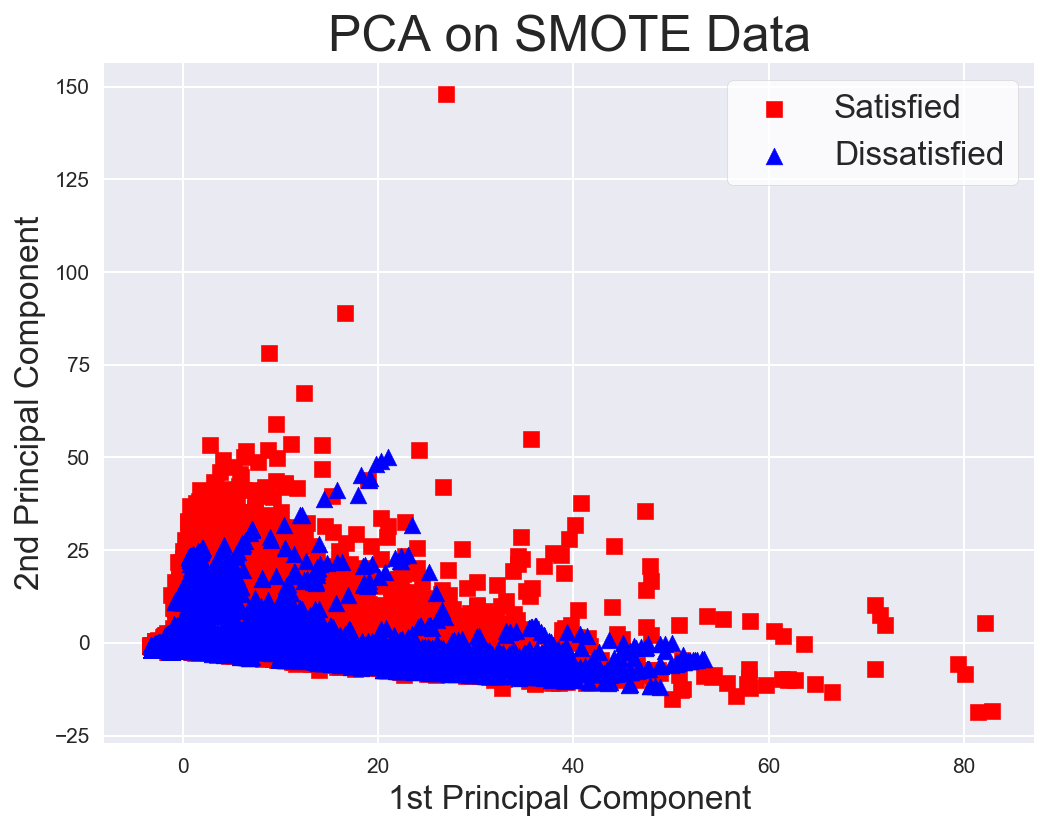 PCA on SMOTE Data
Satisfied
Dissatisfied
2nd Principal Component
150
125
100
75
50
25
0
−25
0 20 40 60 80
1st Principal Component